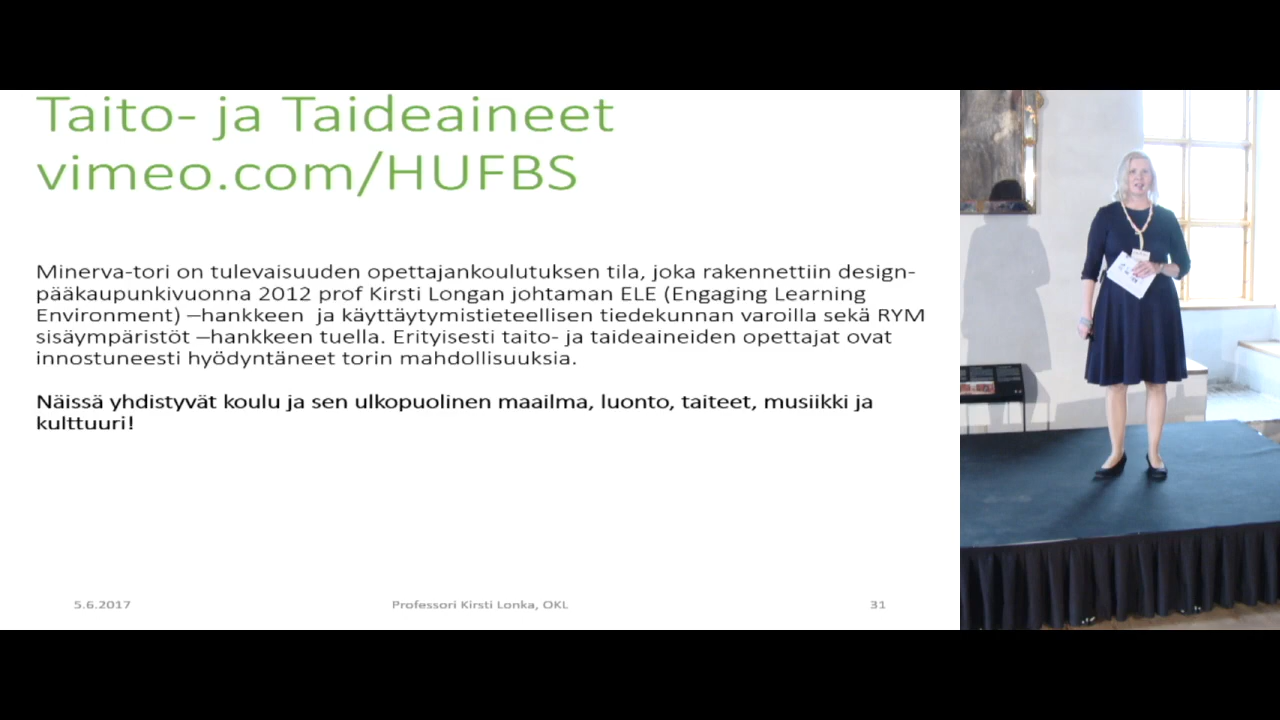 Taito- ja Taideaineet
vimeo.com/HUFBS
Minerva-tori on tulevaisuuden opettajankoulutuksen tila, joka rakennettiin design-
pääkaupunkivuonna 2012 prof Kirsti Longan johtaman ELE (Engaging Learning
Environment) –hankkeen  ja käyttäytymistieteellisen tiedekunnan varoilla sekä RYM
sisäympäristöt –hankkeen tuella. Erityisesti taito- ja taideaineiden opettajat ovat
innostuneesti hyödyntäneet torin mahdollisuuksia.
Näissä yhdistyvät koulu ja sen ulkopuolinen maailma, luonto, taiteet, musiikki ja
kulttuuri!
5.6.2017
Professori Kirsti Lonka, OKL
31